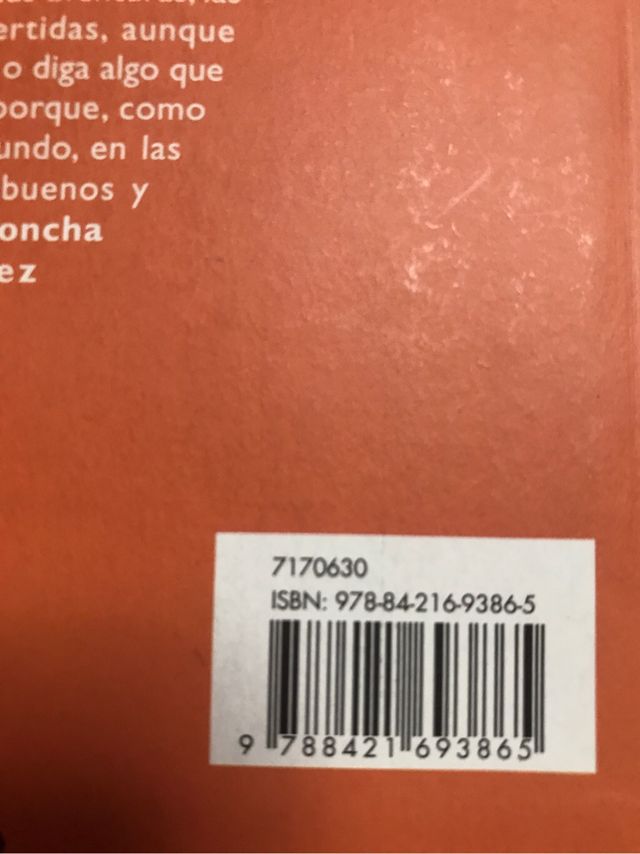 ertidas, aunque
o diga algo que
porque, como
undo, en las
buenos y
oncha
ez
7170630
ISBN: 978-84-216-9386-5
9 788421 693865